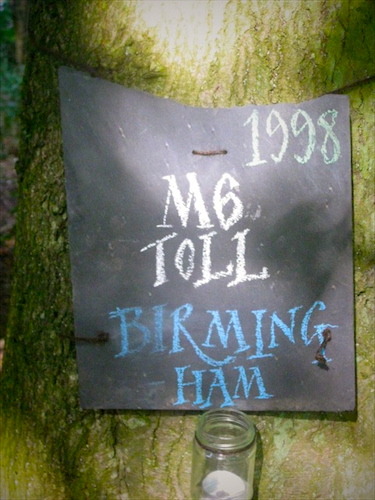 1998
M6
TOLL
BIRMING
HAM